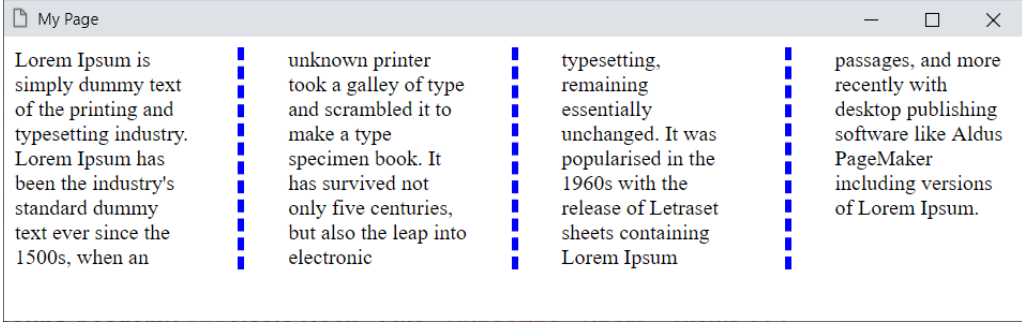 My Page
Lorem Ipsum is
simply dummy text
of the printing and
typesetting industry.
Lorem Ipsum has
been the industry's
standard dummy
text ever since the
1500s, when an
unknown printer
took a galley of type
and scrambled it to
make a type
specimen book. It
has survived not
only five centuries,
but also the leap into
electronic
typesetting,
remaining
essentially
unchanged. It was
popularised in the
1960s with the
release of Letraset
sheets containing
Lorem Ipsum
passages, and more
recently with
desktop publishing
software like Aldus
PageMaker
including versions
of Lorem Ipsum.